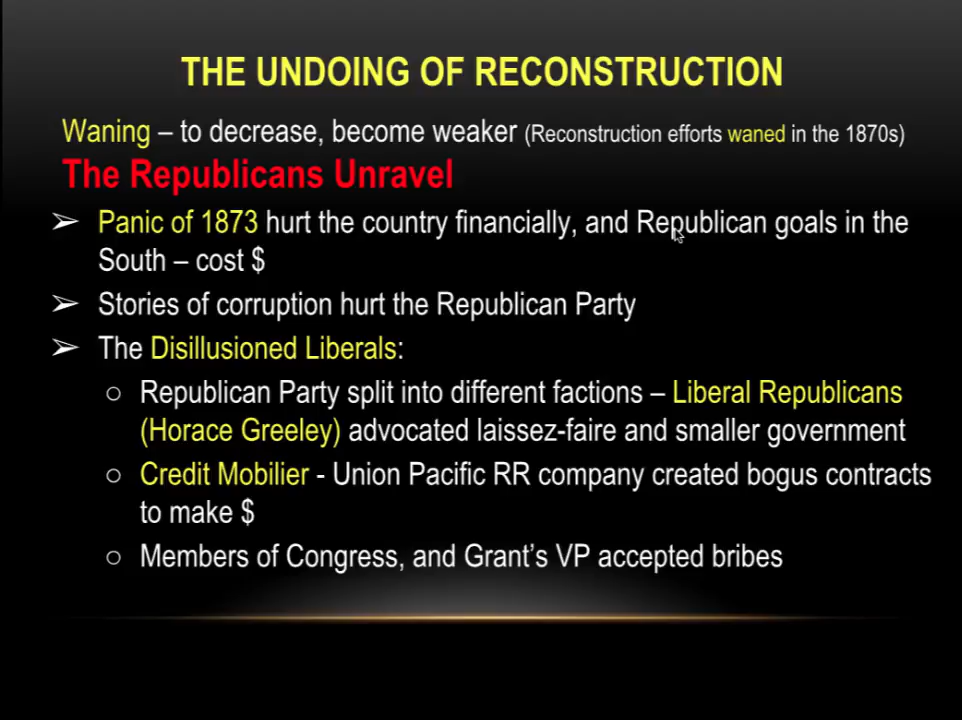 THE UNDOING OF RECONSTRUCTION
Waning – to decrease, become weaker (Reconstruction efforts waned in the 1870s)
The Republicans Unravel
➢ Panic of 1873 hurt the country financially, and Republican goals in the
South – cost $
➢ Stories of corruption hurt the Republican Party
➢ The Disillusioned Liberals:
○ Republican Party split into different factions – Liberal Republicans
(Horace Greeley) advocated laissez-faire and smaller government
○ Credit Mobilier - Union Pacific RR company created bogus contracts
to make $
○ Members of Congress, and Grant's VP accepted bribes